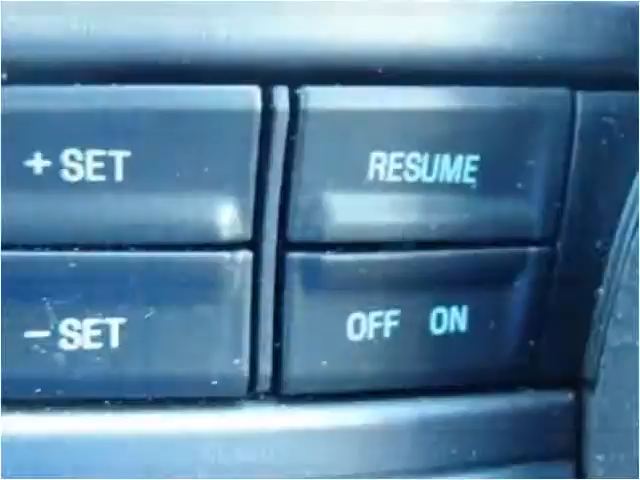 + SET
RESUME
- SET
OFF ON